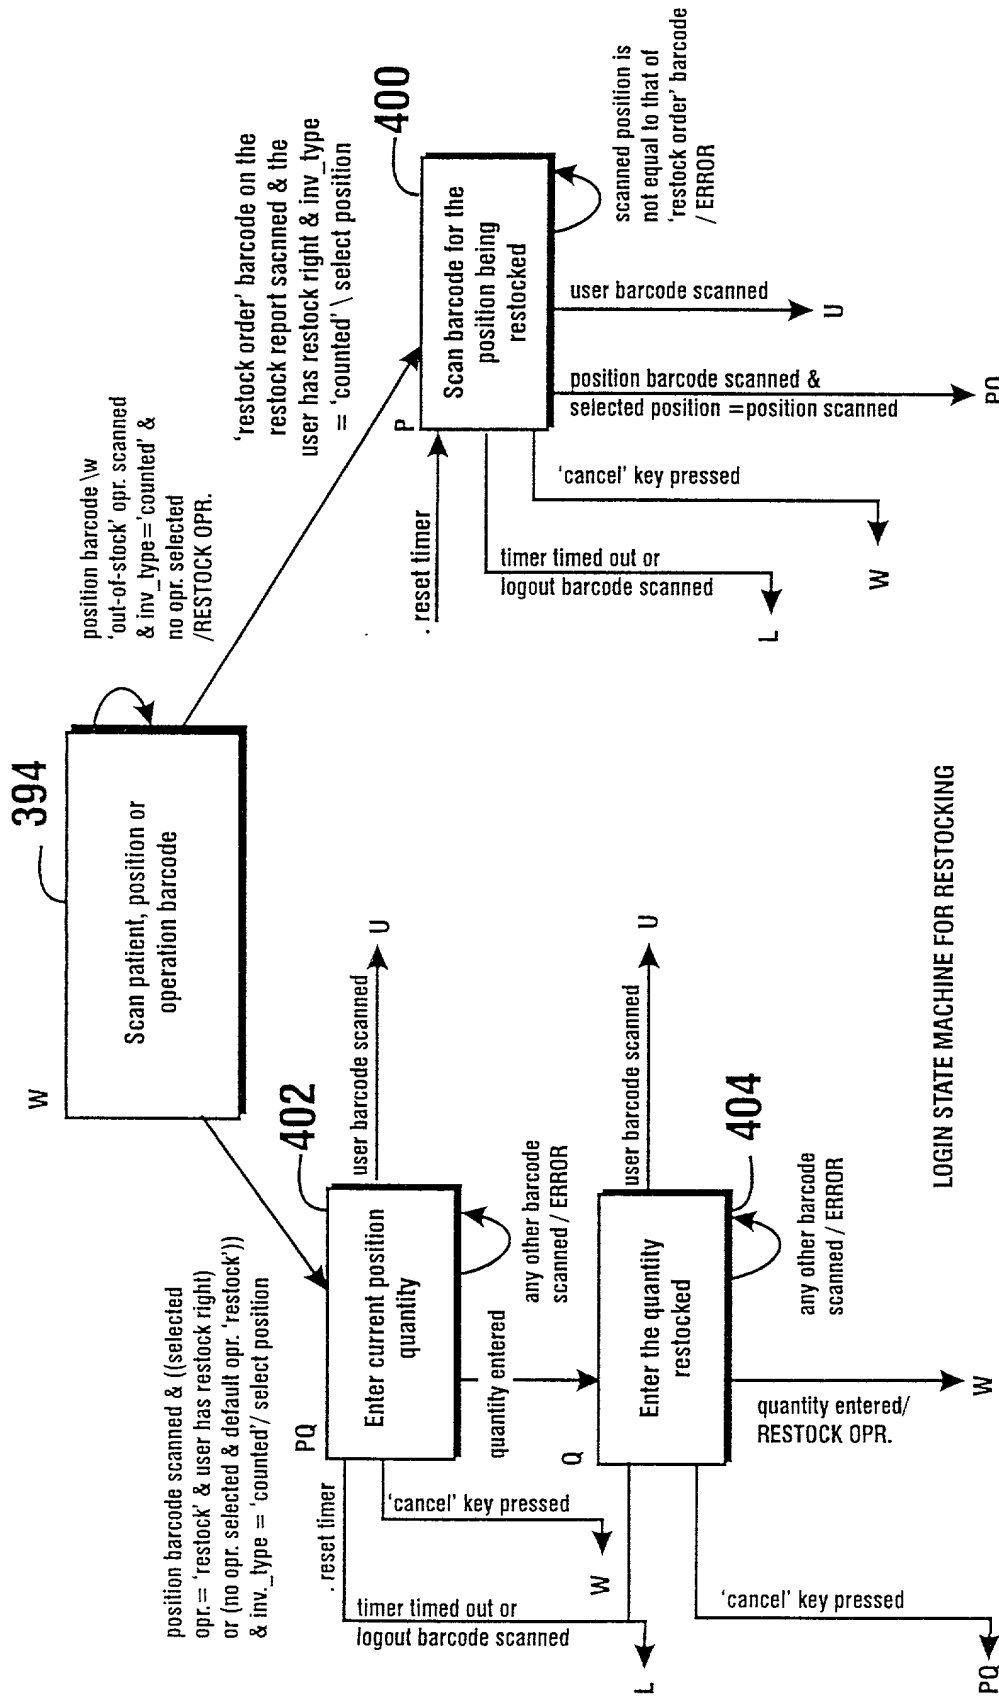 394
W
Scan patient, position or
operation barcode
position barcode \w
'out-of-stock' opr. scanned
& inv_type='counted' &
no opr. selected
/RESTOCK OPR.
position barcode scanned & ((selected
opr.= 'restock' & user has restock right)
or (no opr. selected & default opr. 'restock'))
& inv._type = 'counted'/ select position
'restock order' barcode on the
restock report sacnned & the
user has restock right & inv_type
= 'counted' \ select position
402
PQ
Enter current position
quantity
user barcode scanned
U
any other barcode
scanned / ERROR
quantity entered
. reset timer
'cancel' key pressed
W
timer timed out or
logout barcode scanned
L
404
Q
Enter the quantity
restocked
user barcode scanned
U
any other barcode
scanned / ERROR
quantity entered/
RESTOCK OPR.
W
'cancel' key pressed
PQ
400
P
Scan barcode for the
position being
restocked
. reset timer
scanned position is
not equal to that of
'restock order' barcode
/ ERROR
user barcode scanned
U
position barcode scanned &
selected position =position scanned
PQ
'cancel' key pressed
W
timer timed out or
logout barcode scanned
L
LOGIN STATE MACHINE FOR RESTOCKING